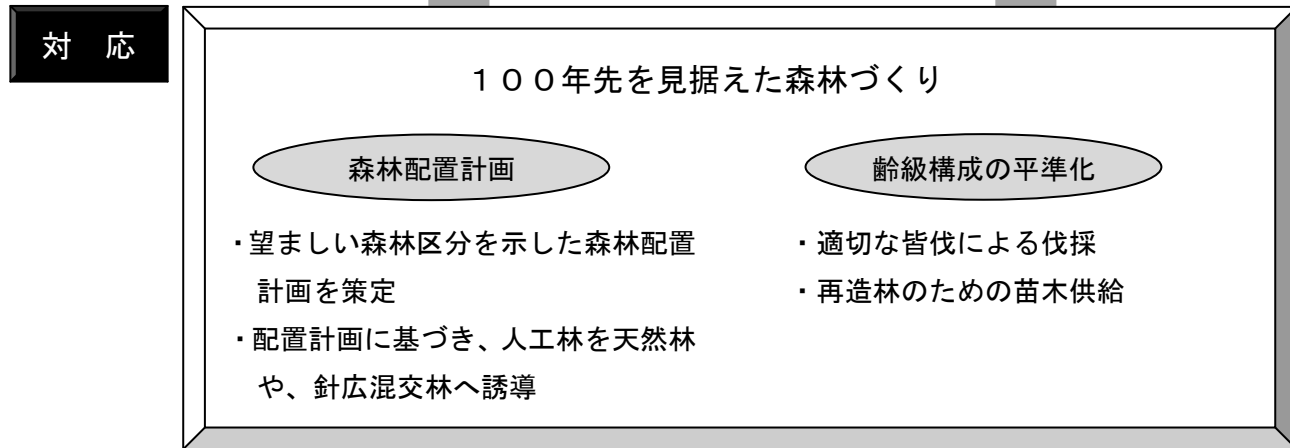 対　応
１００年先を見据えた森林づくり
森林配置計画
・望ましい森林区分を示した森林配置
計画を策定
・配置計画に基づき、人工林を天然林
や、針広混交林へ誘導
齢級構成の平準化
・適切な皆伐による伐採
・再造林のための苗木供給